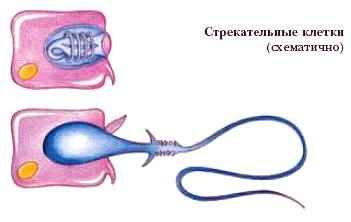 Стрекательные клетки
(схематично)